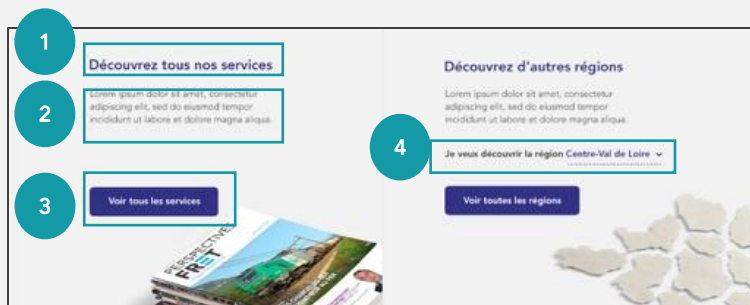 1
Découvrez tous nos services
2
Lorem ipsum dolor sit amet, consectetur
adipiscing elit, sed do eiusmod tempor
incididunt ut labore et dolore magna aliqua.
3
Voir tous les services
PERSPECTIVES
FRET
Découvrez d'autres régions
Lorem ipsum dolor sit amet, consectetur
adipiscing elit, sed do eiusmod tempor
incididunt ut labore et dolore magna aliqua.
4
Je veux découvrir la région Centre-Val de Loire
Voir toutes les régions